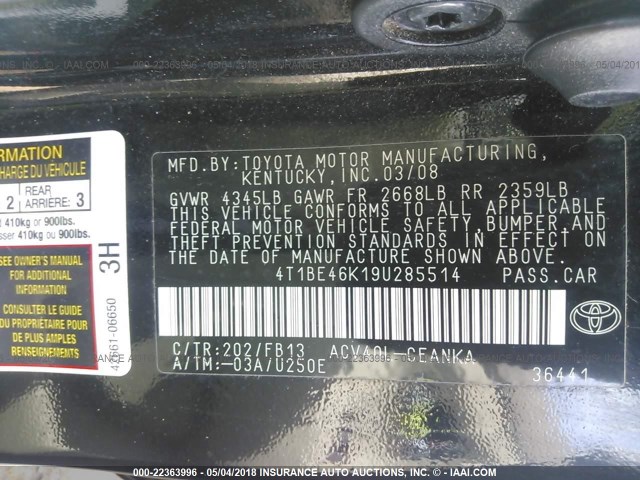 RMATION
CHARGE DU VÉHICULE
2 REAR ARRIÈRE: 3
410kg or 900lbs.
sser 410kg ou 900lbs.
SEE OWNER'S MANUAL
FOR ADDITIONAL
INFORMATION
CONSULTER LE GUIDE
DU PROPRIÉTAIRE POUR
DE PLUS AMPLES
RENSEIGNEMENTS
3H
MFD.BY:TOYOTA MOTOR MANUFACTURING,
KENTUCKY,INC.03/08
GVWR 4345LB GAWR FR 2668LB RR 2359LB
THIS VEHICLE CONFORMS TO ALL APPLICABLE
FEDERAL MOTOR VEHICLE SAFETY,BUMPER,AND
THEFT PREVENTION STANDARDS IN EFFECT ON
THE DATE OF MANUFACTURE SHOWN ABOVE.
4T1BE46K19U285514 PASS.CAR
C/TR:202/FB13 ACV40L-CEANKA
A/TM:-03A/U250E
36441
000-22363996 - 05/04/2018 INSURANCE AUTO AUCTIONS, INC. - © IAAI.COM